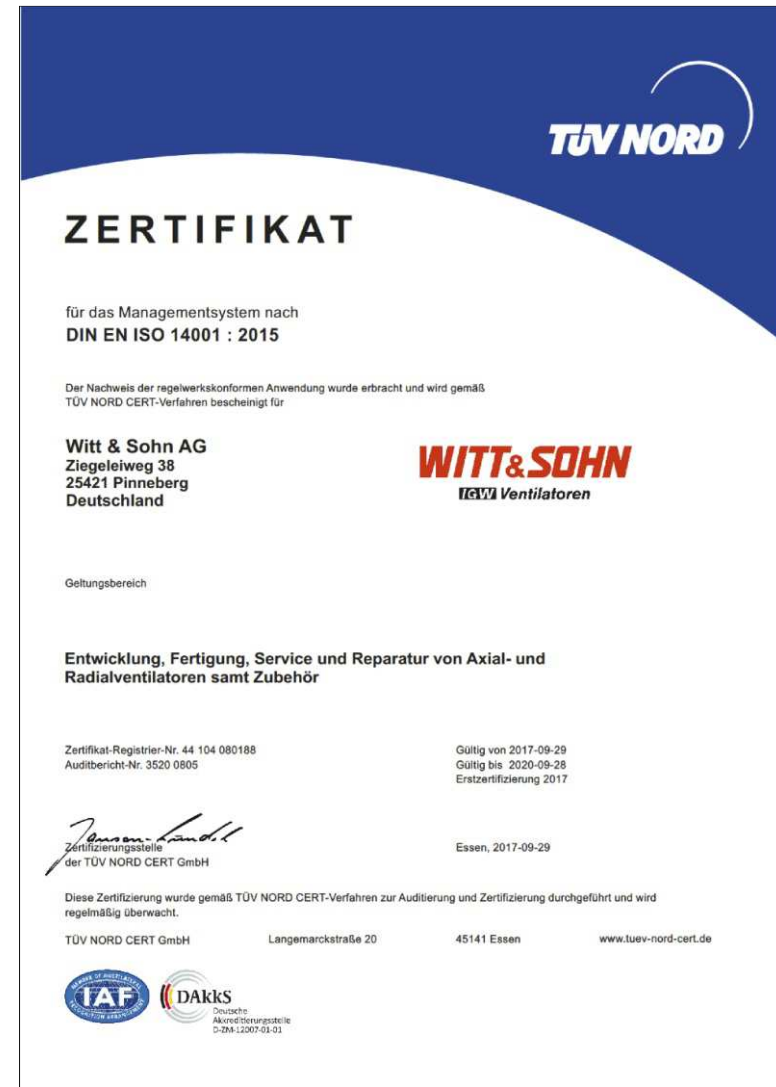 TÜV NORD
ZERTIFIKAT
für das Managementsystem nach
DIN EN ISO 14001 : 2015
Der Nachweis der regelwerkskonformen Anwendung wurde erbracht und wird gemäß
TÜV NORD CERT-Verfahren bescheinigt für
Witt & Sohn AG
Ziegeleiweg 38
25421 Pinneberg
Deutschland
WITT&SOHN
IGW Ventilatoren
Geltungsbereich
Entwicklung, Fertigung, Service und Reparatur von Axial- und
Radialventilatoren samt Zubehör
Zertifikat-Registrier-Nr. 44 104 080188
Auditbericht-Nr. 3520 0805
Gültig von 2017-09-29
Gültig bis 2020-09-28
Erstzertifizierung 2017
Zertifizierungsstelle
der TÜV NORD CERT GmbH
Essen, 2017-09-29
Diese Zertifizierung wurde gemäß TÜV NORD CERT-Verfahren zur Auditierung und Zertifizierung durchgeführt und wird
regelmäßig überwacht.
TÜV NORD CERT GmbH Langemarckstraße 20 45141 Essen www.tuev-nord-cert.de
MEMBER OF MULTILATERAL
IAF
RECOGNITION ARRANGEMENT
DAkkS
Deutsche
Akkreditierungsstelle
D-ZM-12007-01-01